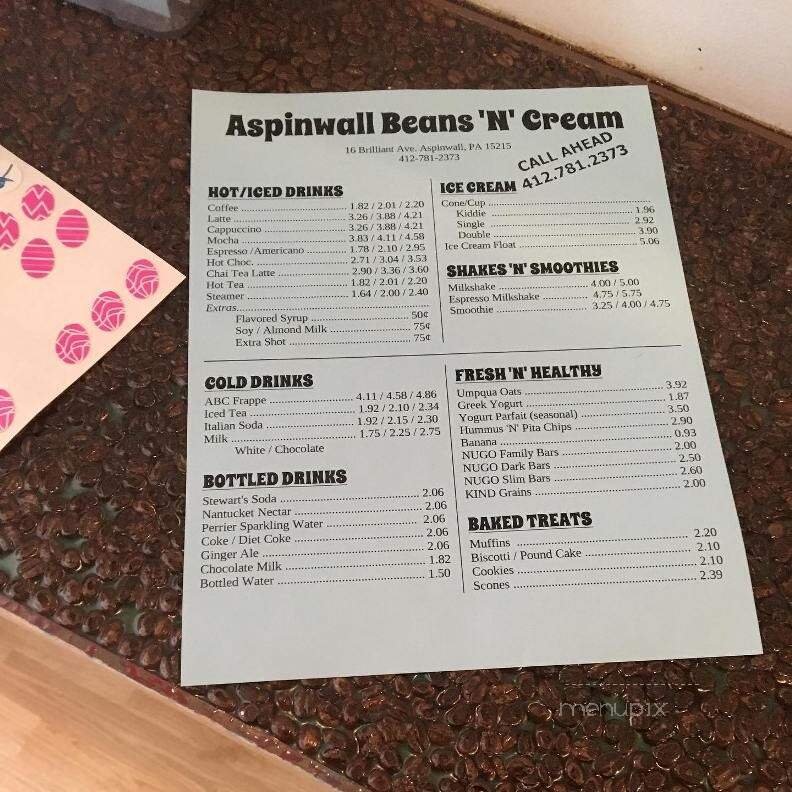 Aspinwall Beans 'N' Cream
16 Brilliant Ave. Aspinwall, PA 15215
412-781-2373
CALL AHEAD
412.781.2373
HOT/ICED DRINKS
Coffee 1.82 / 2.01 / 2.20
Latte 3.26 / 3.88 / 4.21
Cappuccino 3.26 / 3.88 / 4.21
Mocha 3.83 / 4.11 / 4.58
Espresso /Americano 1.78 / 2.10 / 2.95
Hot Choc. 2.71 / 3.04 / 3.53
Chai Tea Latte 2.90 / 3.36 / 3.60
Hot Tea 1.82 / 2.01 / 2.20
Steamer 1.64 / 2.00 / 2.40
Extras
Flavored Syrup 50¢
Soy / Almond Milk 75¢
Extra Shot 75¢
ICE CREAM
Cone/Cup
Kiddie 1.96
Single 2.92
Double 3.90
Ice Cream Float 5.06
SHAKES 'N' SMOOTHIES
Milkshake 4.00 / 5.00
Espresso Milkshake 4.75 / 5.75
Smoothie 3.25 / 4.00 / 4.75
COLD DRINKS
ABC Frappe 4.11 / 4.58 / 4.86
Iced Tea 1.92 / 2.10 / 2.34
Italian Soda 1.92 / 2.15 / 2.30
Milk 1.75 / 2.25 / 2.75
White / Chocolate
BOTTLED DRINKS
Stewart's Soda 2.06
Nantucket Nectar 2.06
Perrier Sparkling Water 2.06
Coke / Diet Coke 2.06
Ginger Ale 2.06
Chocolate Milk 1.82
Bottled Water 1.50
FRESH 'N' HEALTHY
Umpqua Oats 3.92
Greek Yogurt 1.87
Yogurt Parfait (seasonal) 3.50
Hummus 'N' Pita Chips 2.90
Banana 0.93
NUGO Family Bars 2.00
NUGO Dark Bars 2.50
NUGO Slim Bars 2.60
KIND Grains 2.00
BAKED TREATS
Muffins 2.20
Biscotti / Pound Cake 2.10
Cookies 2.10
Scones 2.39
menupix